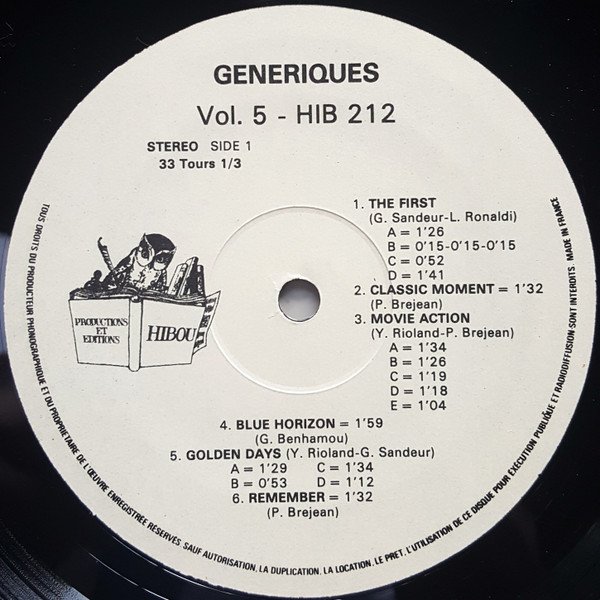 GENERIQUES
Vol. 5 - HIB 212
STEREO SIDE 1
33 Tours 1/3
1. THE FIRST
(G. Sandeur-L. Ronaldi)
A = 1'26
B = 0'15-0'15-0'15
C = 0'52
D = 1'41
2. CLASSIC MOMENT = 1'32
(P. Brejean)
3. MOVIE ACTION
(Y. Rioland-P. Brejean)
A = 1'34
B = 1'26
C = 1'19
D = 1'18
E = 1'04
PRODUCTIONS
ET
EDITIONS
HIBOU
4. BLUE HORIZON = 1'59
(G. Benhamou)
5. GOLDEN DAYS (Y. Rioland-G. Sandeur)
A = 1'29 C = 1'34
B = 0'53 D = 1'12
6. REMEMBER = 1'32
(P. Brejean)
TOUS DROITS DU PRODUCTEUR PHONOGRAPHIQUE ET DU PROPRIETAIRE DE L'ŒUVRE ENREGISTRÉE RÉSERVÉS SAUF AUTORISATION, LA DUPLICATION, LA LOCATION, LE PRET, L'UTILISATION DE CE DISQUE POUR EXÉCUTION PUBLIQUE ET RADIODIFFUSION SONT INTERDITS. MADE IN FRANCE